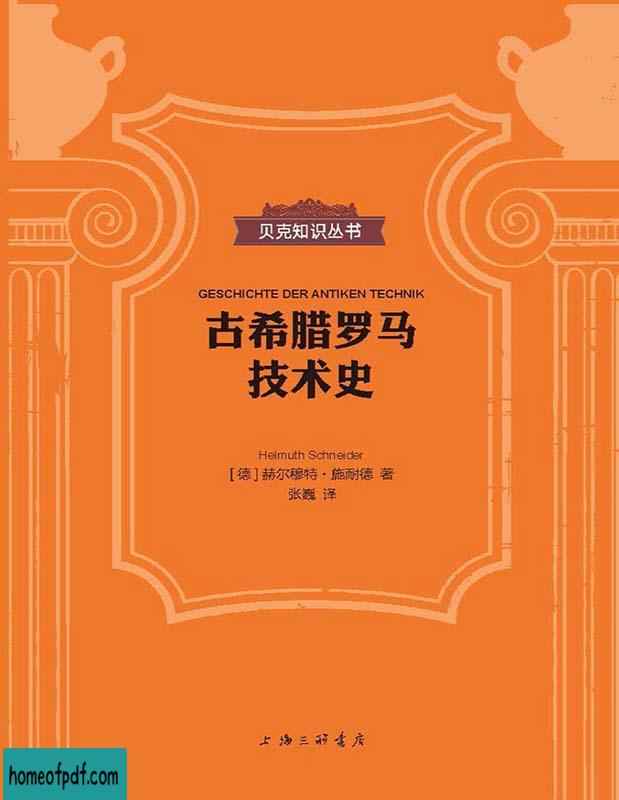 贝克知识丛书
GESCHICHTE DER ANTIKEN TECHNIK
古希腊罗马
技术史
Helmuth Schneider
[德]赫尔穆特·施耐德 著
张巍 译
上海三联书店
homeofpdf.com